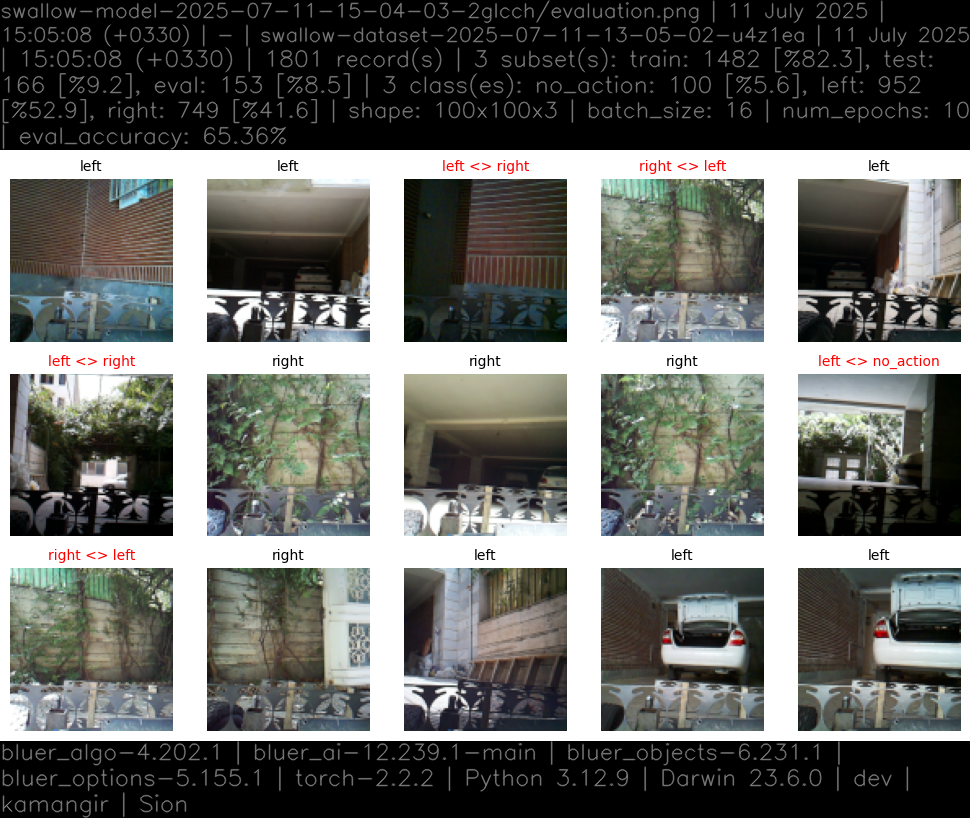 swallow-model-2025-07-11-15-04-03-2glcch/evaluation.png | 11 July 2025 |
15:05:08 (+0330) | - | swallow-dataset-2025-07-11-13-05-02-u4z1ea | 11 July 2025
| 15:05:08 (+0330) | 1801 record(s) | 3 subset(s): train: 1482 [%82.3], test:
166 [%9.2], eval: 153 [%8.5] | 3 class(es): no_action: 100 [%5.6], left: 952
[%52.9], right: 749 [%41.6] | shape: 100x100x3 | batch_size: 16 | num_epochs: 10
| eval_accuracy: 65.36%
left left left <> right right <> left left
left <> right right right right left <> no_action
right <> left right left left left
bluer_algo-4.202.1 | bluer_ai-12.239.1-main | bluer_objects-6.231.1 |
bluer_options-5.155.1 | torch-2.2.2 | Python 3.12.9 | Darwin 23.6.0 | dev |
kamangir | Sion